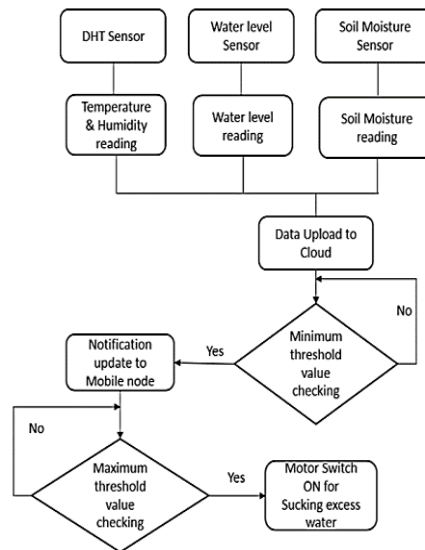 DHT Sensor
Water level
Sensor
Soil Moisture
Sensor
Temperature
& Humidity
reading
Water level
reading
Soil Moisture
reading
Data Upload to
Cloud
No
Minimum
threshold
value
checking
Yes
Notification
update to
Mobile node
No
Maximum
threshold
value
checking
Yes
Motor Switch
ON for
Sucking excess
water